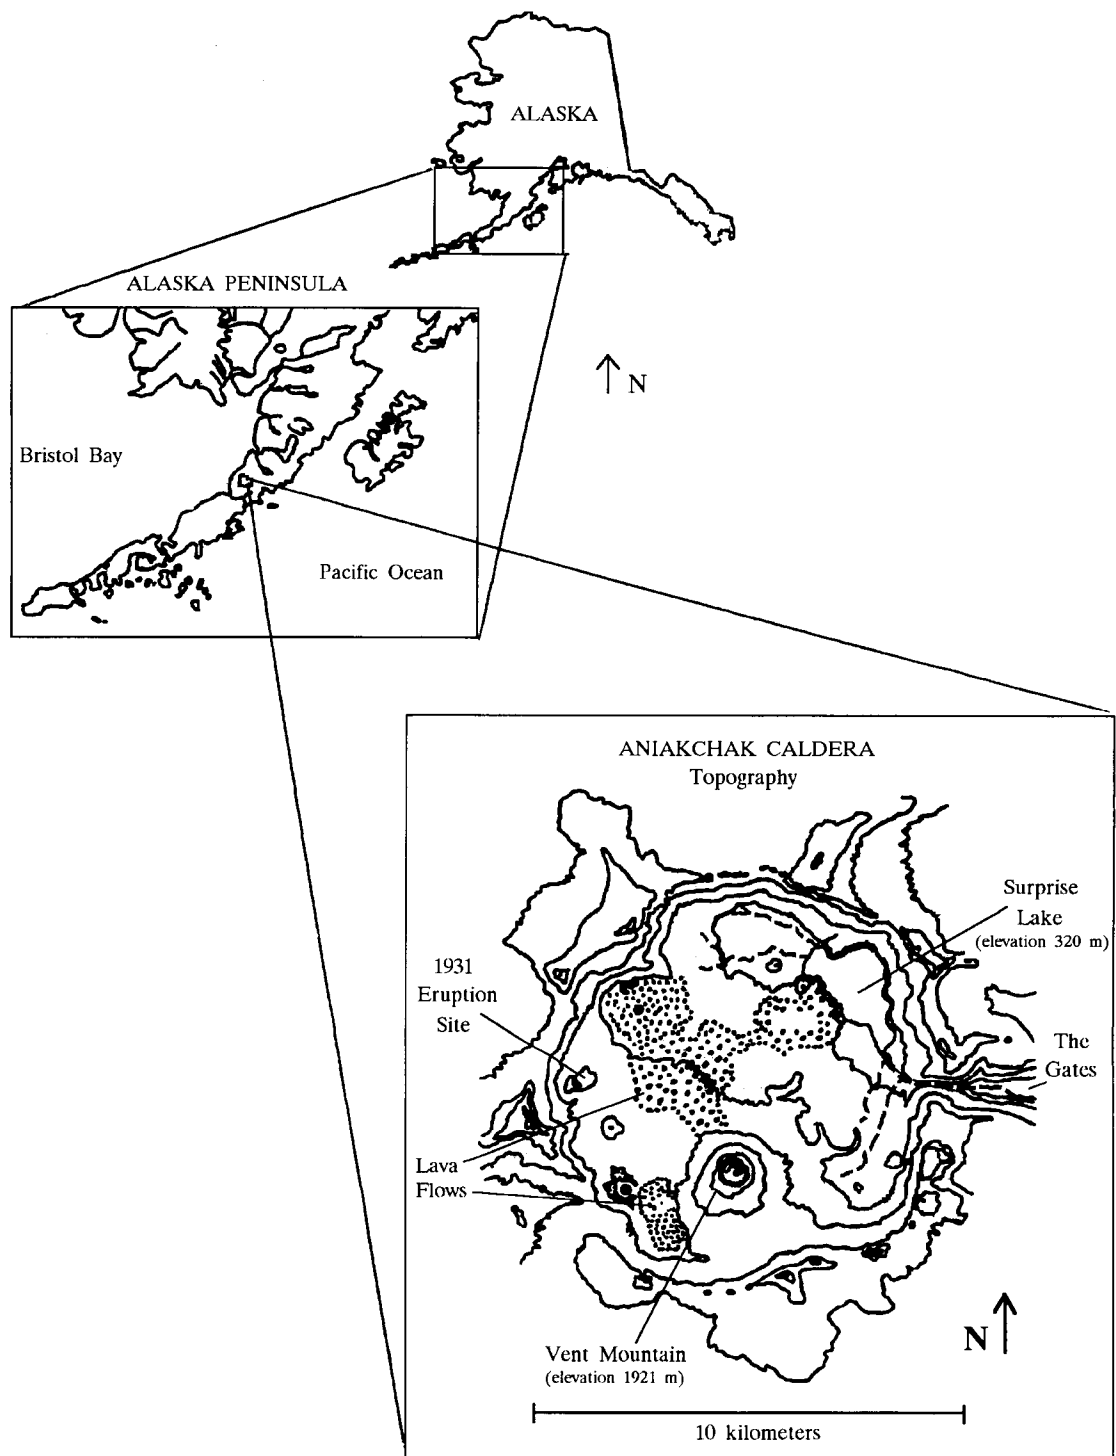 ALASKA
ALASKA PENINSULA
N
Bristol Bay
Pacific Ocean
ANIAKCHAK CALDERA
Topography
Surprise
Lake
(elevation 320 m)
1931
Eruption
Site
The
Gates
Lava
Flows
Vent Mountain
(elevation 1921 m)
N
10 kilometers